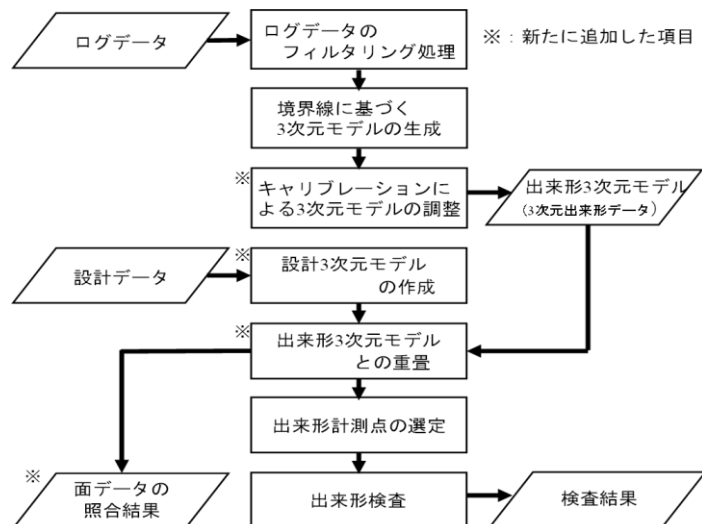 ログデータ
ログデータの
フィルタリング処理
※：新たに追加した項目
境界線に基づく
3次元モデルの生成
※
キャリブレーションに
よる3次元モデルの調整
出来形3次元モデル
(3次元出来形データ)
設計データ
※
設計3次元モデル
の作成
※
出来形3次元モデル
との重畳
出来形計測点の選定
※
面データの
照合結果
出来形検査
検査結果